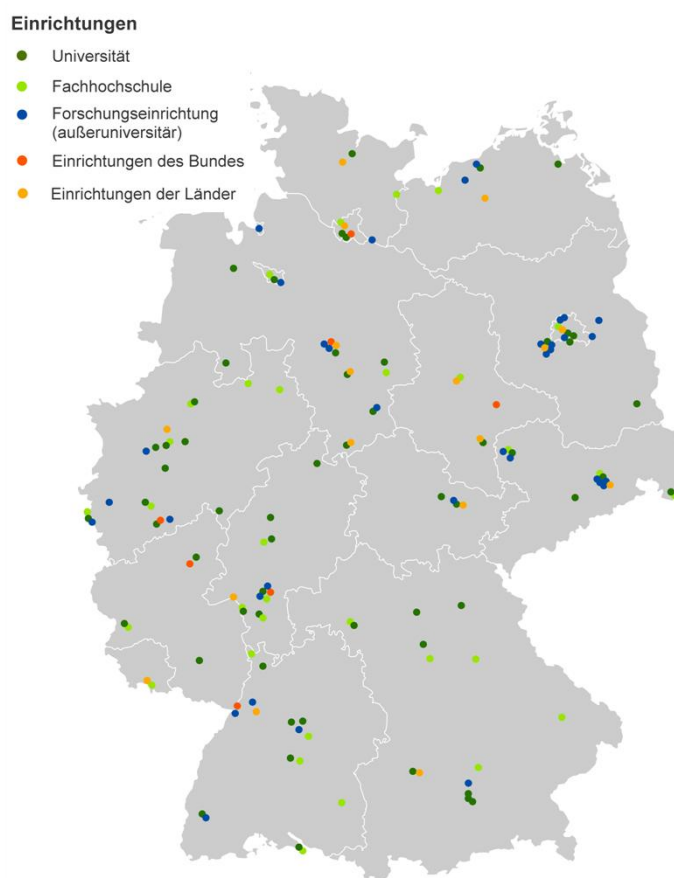 Einrichtungen
Universität
Fachhochschule
Forschungseinrichtung
(außeruniversitär)
Einrichtungen des Bundes
Einrichtungen der Länder